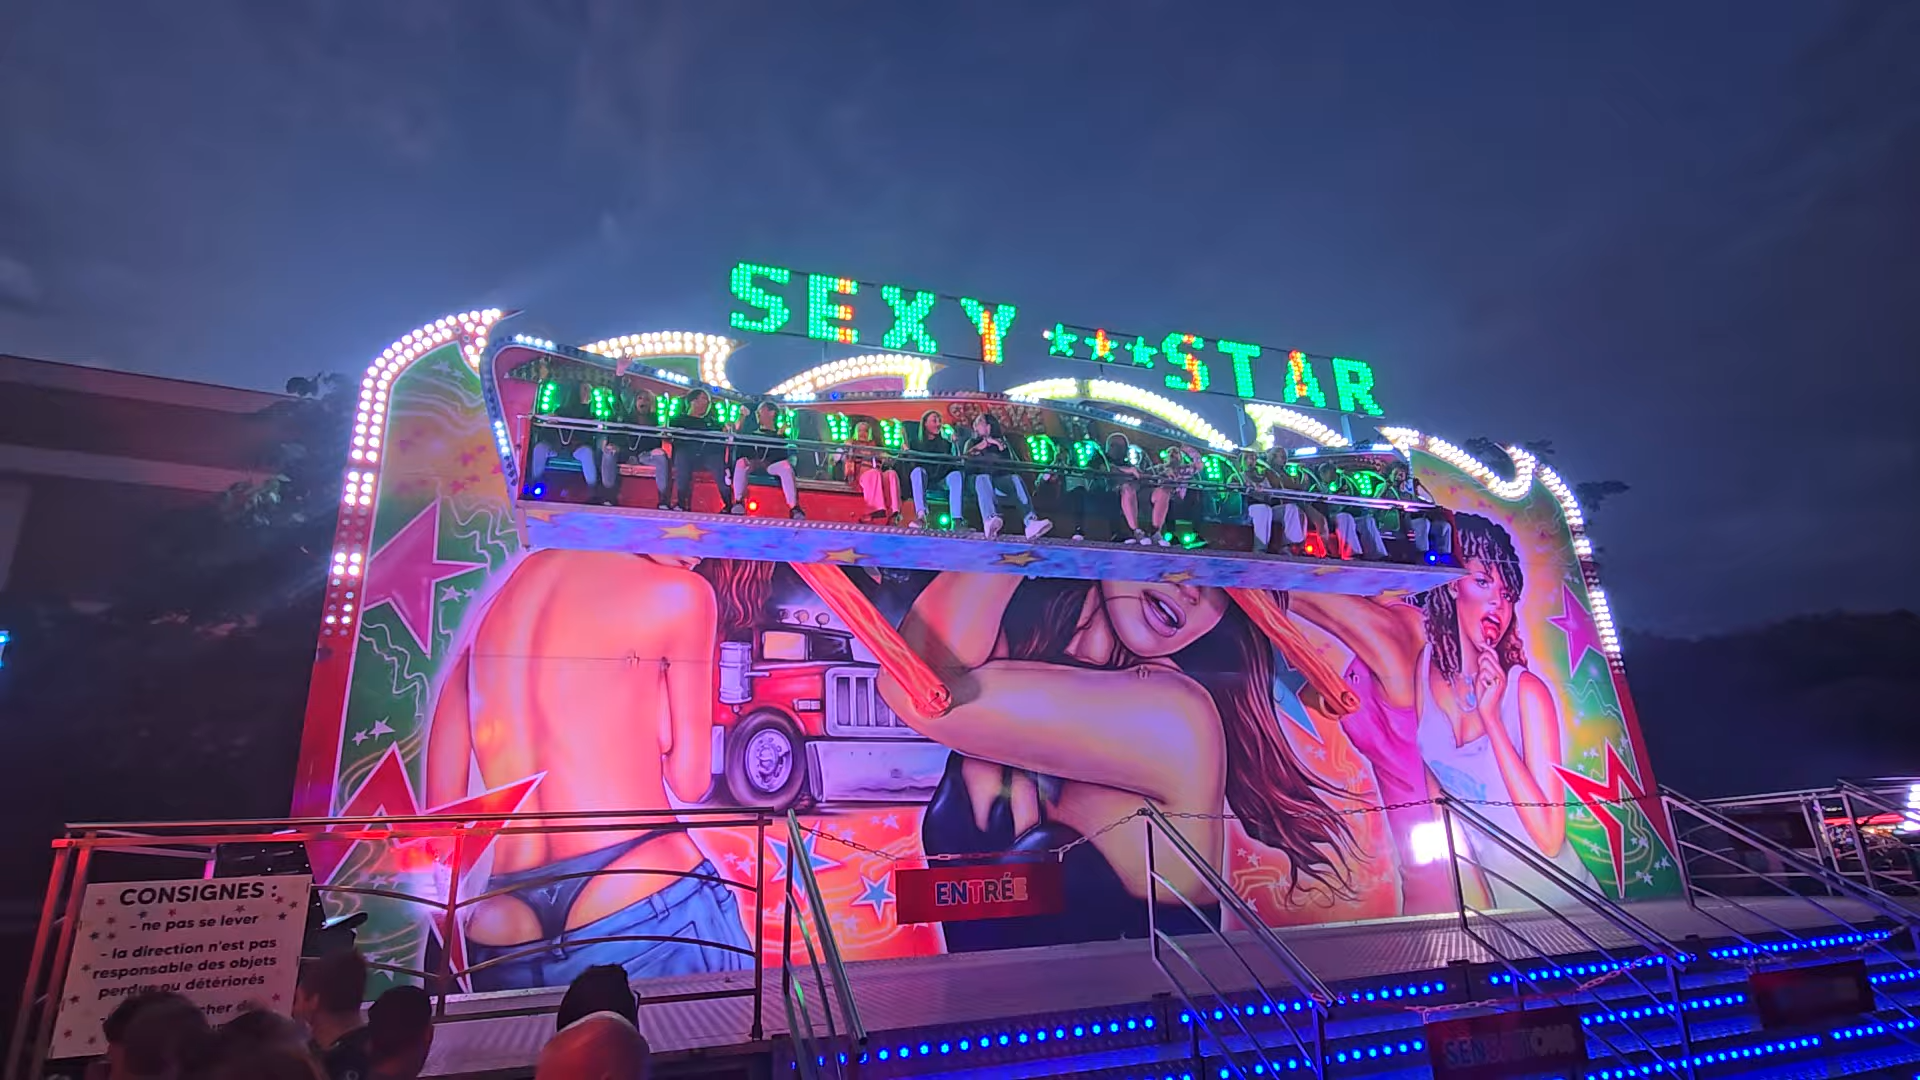 SEXY ★★★ STAR
CONSIGNES :
- ne pas se lever
- la direction n'est pas
responsable des objets
perdus ou détériorés
ENTRÉE